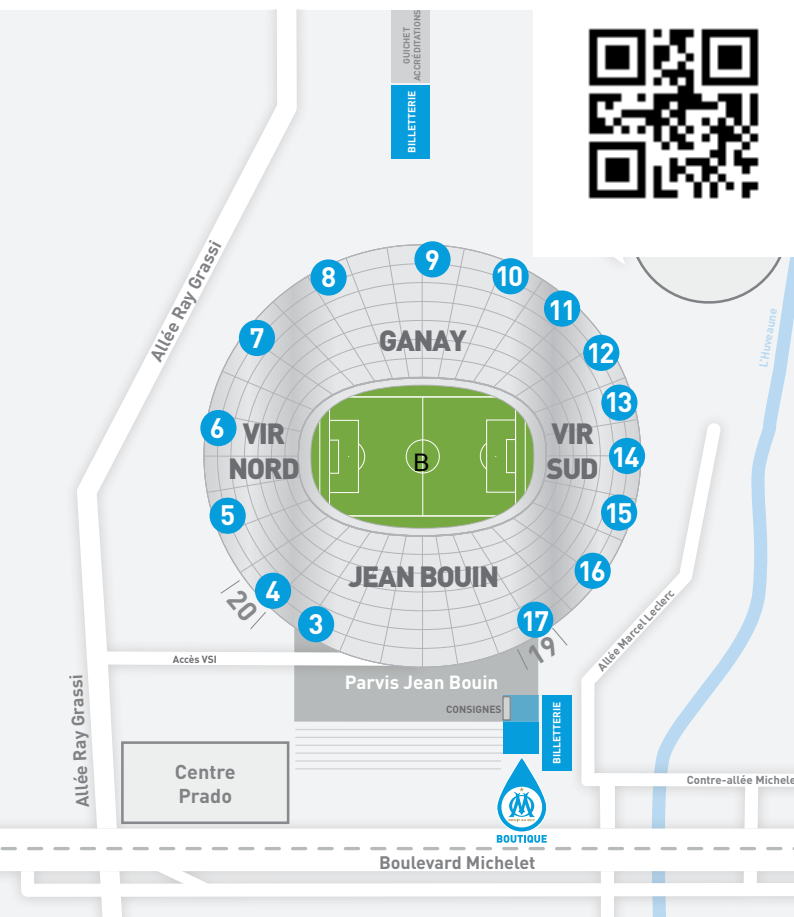 GUICHET
ACCRÉDITATIONS
BILLETTERIE
Allée Ray Grassi
8
9
10
11
7
12
GANAY
L'Huveaune
13
6
VIR
NORD
B
VIR
SUD
14
5
15
JEAN BOUIN
16
4
20
3
17
19
Allée Marcel Leclerc
Accès VSI
Parvis Jean Bouin
CONSIGNES
BILLETTERIE
Allée Ray Grassi
Centre
Prado
Contre-allée Michele
BOUTIQUE
Boulevard Michelet